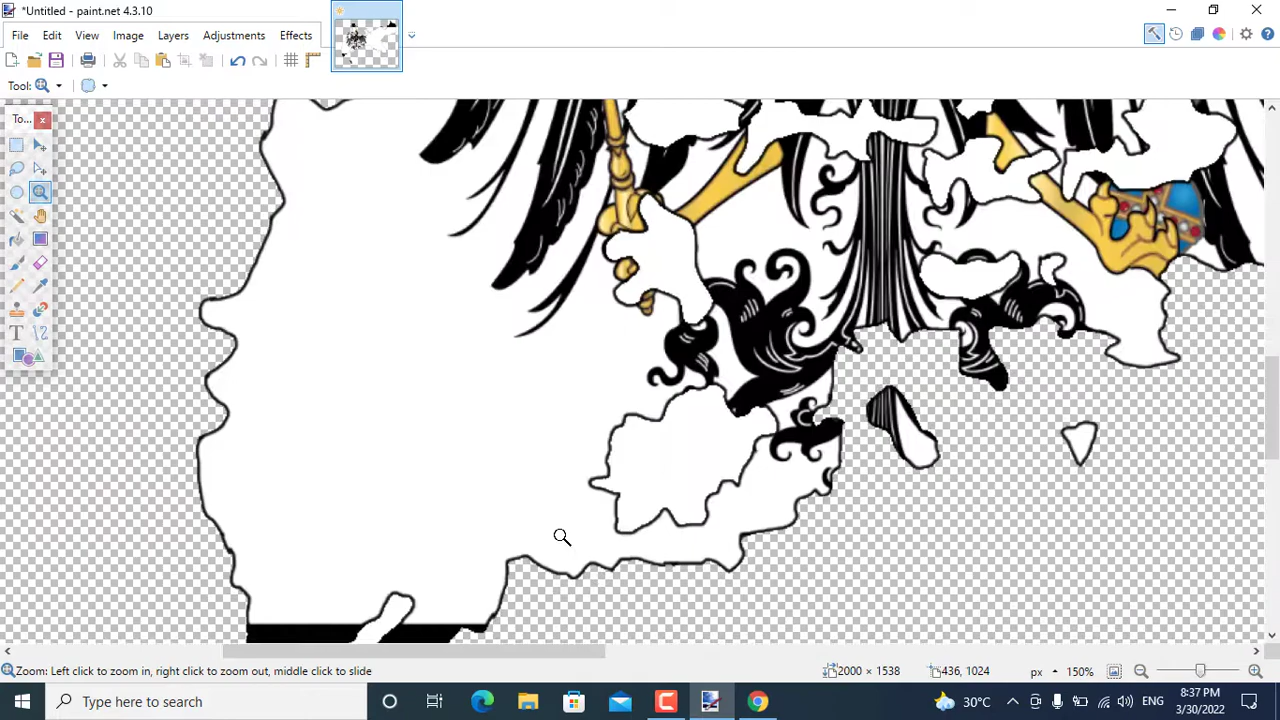 *Untitled - paint.net 4.3.10
File Edit View Image Layers Adjustments Effects
Tool:
To...
Zoom: Left click to zoom in, right click to zoom out, middle click to slide
2000 × 1538
436, 1024
px
150%
Type here to search
30°C
ENG
8:37 PM
3/30/2022